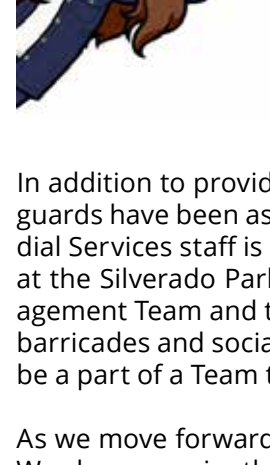 In addition to provid
guards have been as
dial Services staff is
at the Silverado Par
agement Team and t
barricades and socia
be a part of a Team t
As we move forward